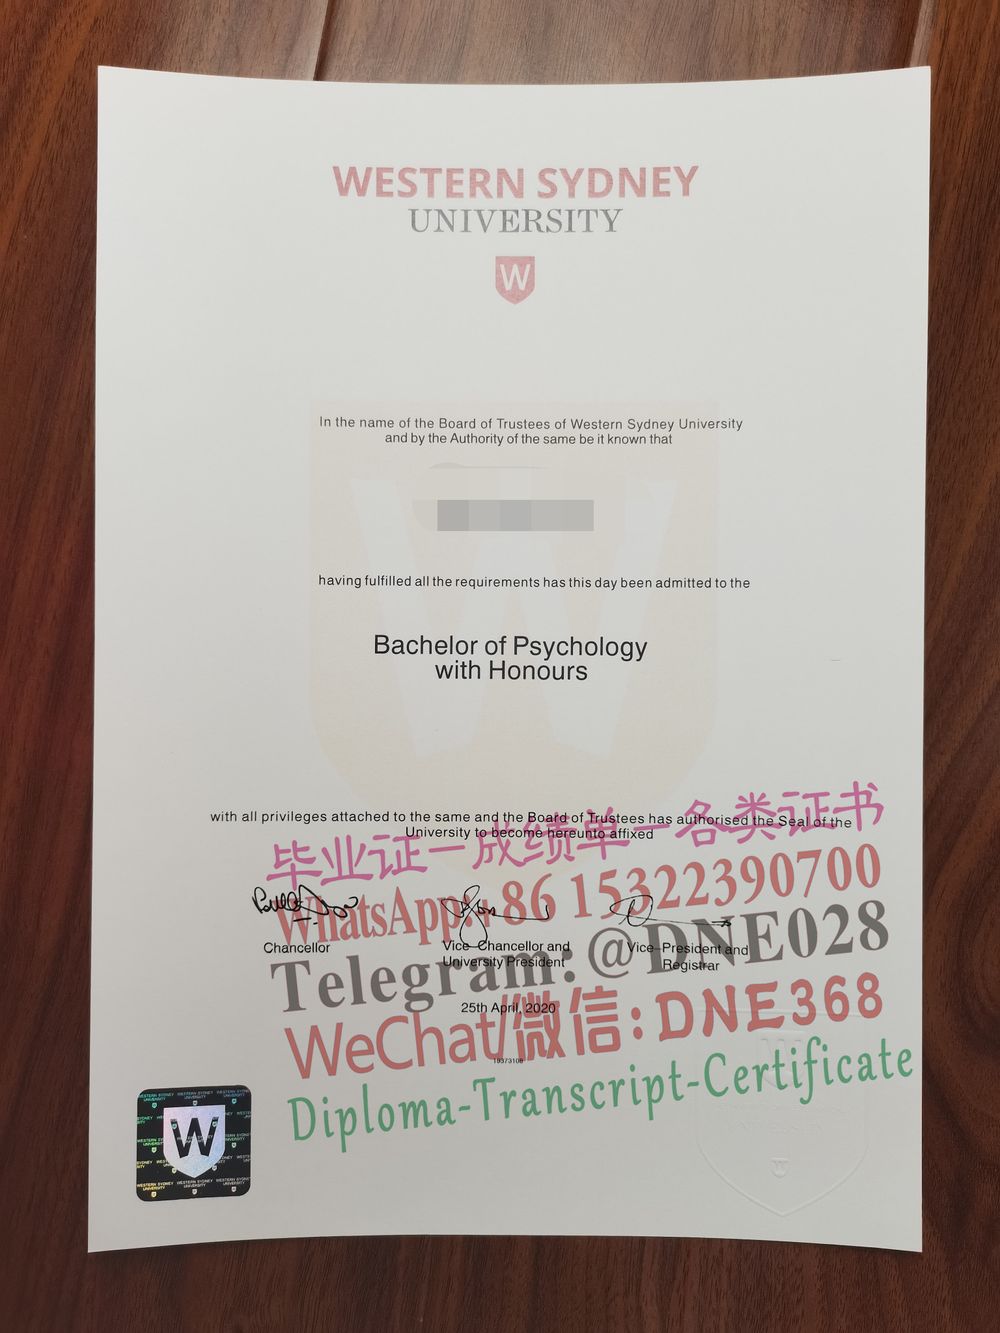 WESTERN SYDNEY
UNIVERSITY
W
In the name of the Board of Trustees of Western Sydney University
and by the Authority of the same be it known that
having fulfilled all the requirements has this day been admitted to the
Bachelor of Psychology
with Honours
with all privileges attached to the same and the Board of Trustees has authorised the Seal of the
University to become hereunto affixed
毕业证一成绩单一各类证书
WhatsApp:+86 15322390700
Chancellor
Vice-Chancellor and
University President
Vice-President and
Registrar
Telegram:@DNE028
25th April, 2020
WeChat/微信:DNE368
19373108
Diploma-Transcript-Certificate
W
WESTERN SYDNEY
UNIVERSITY